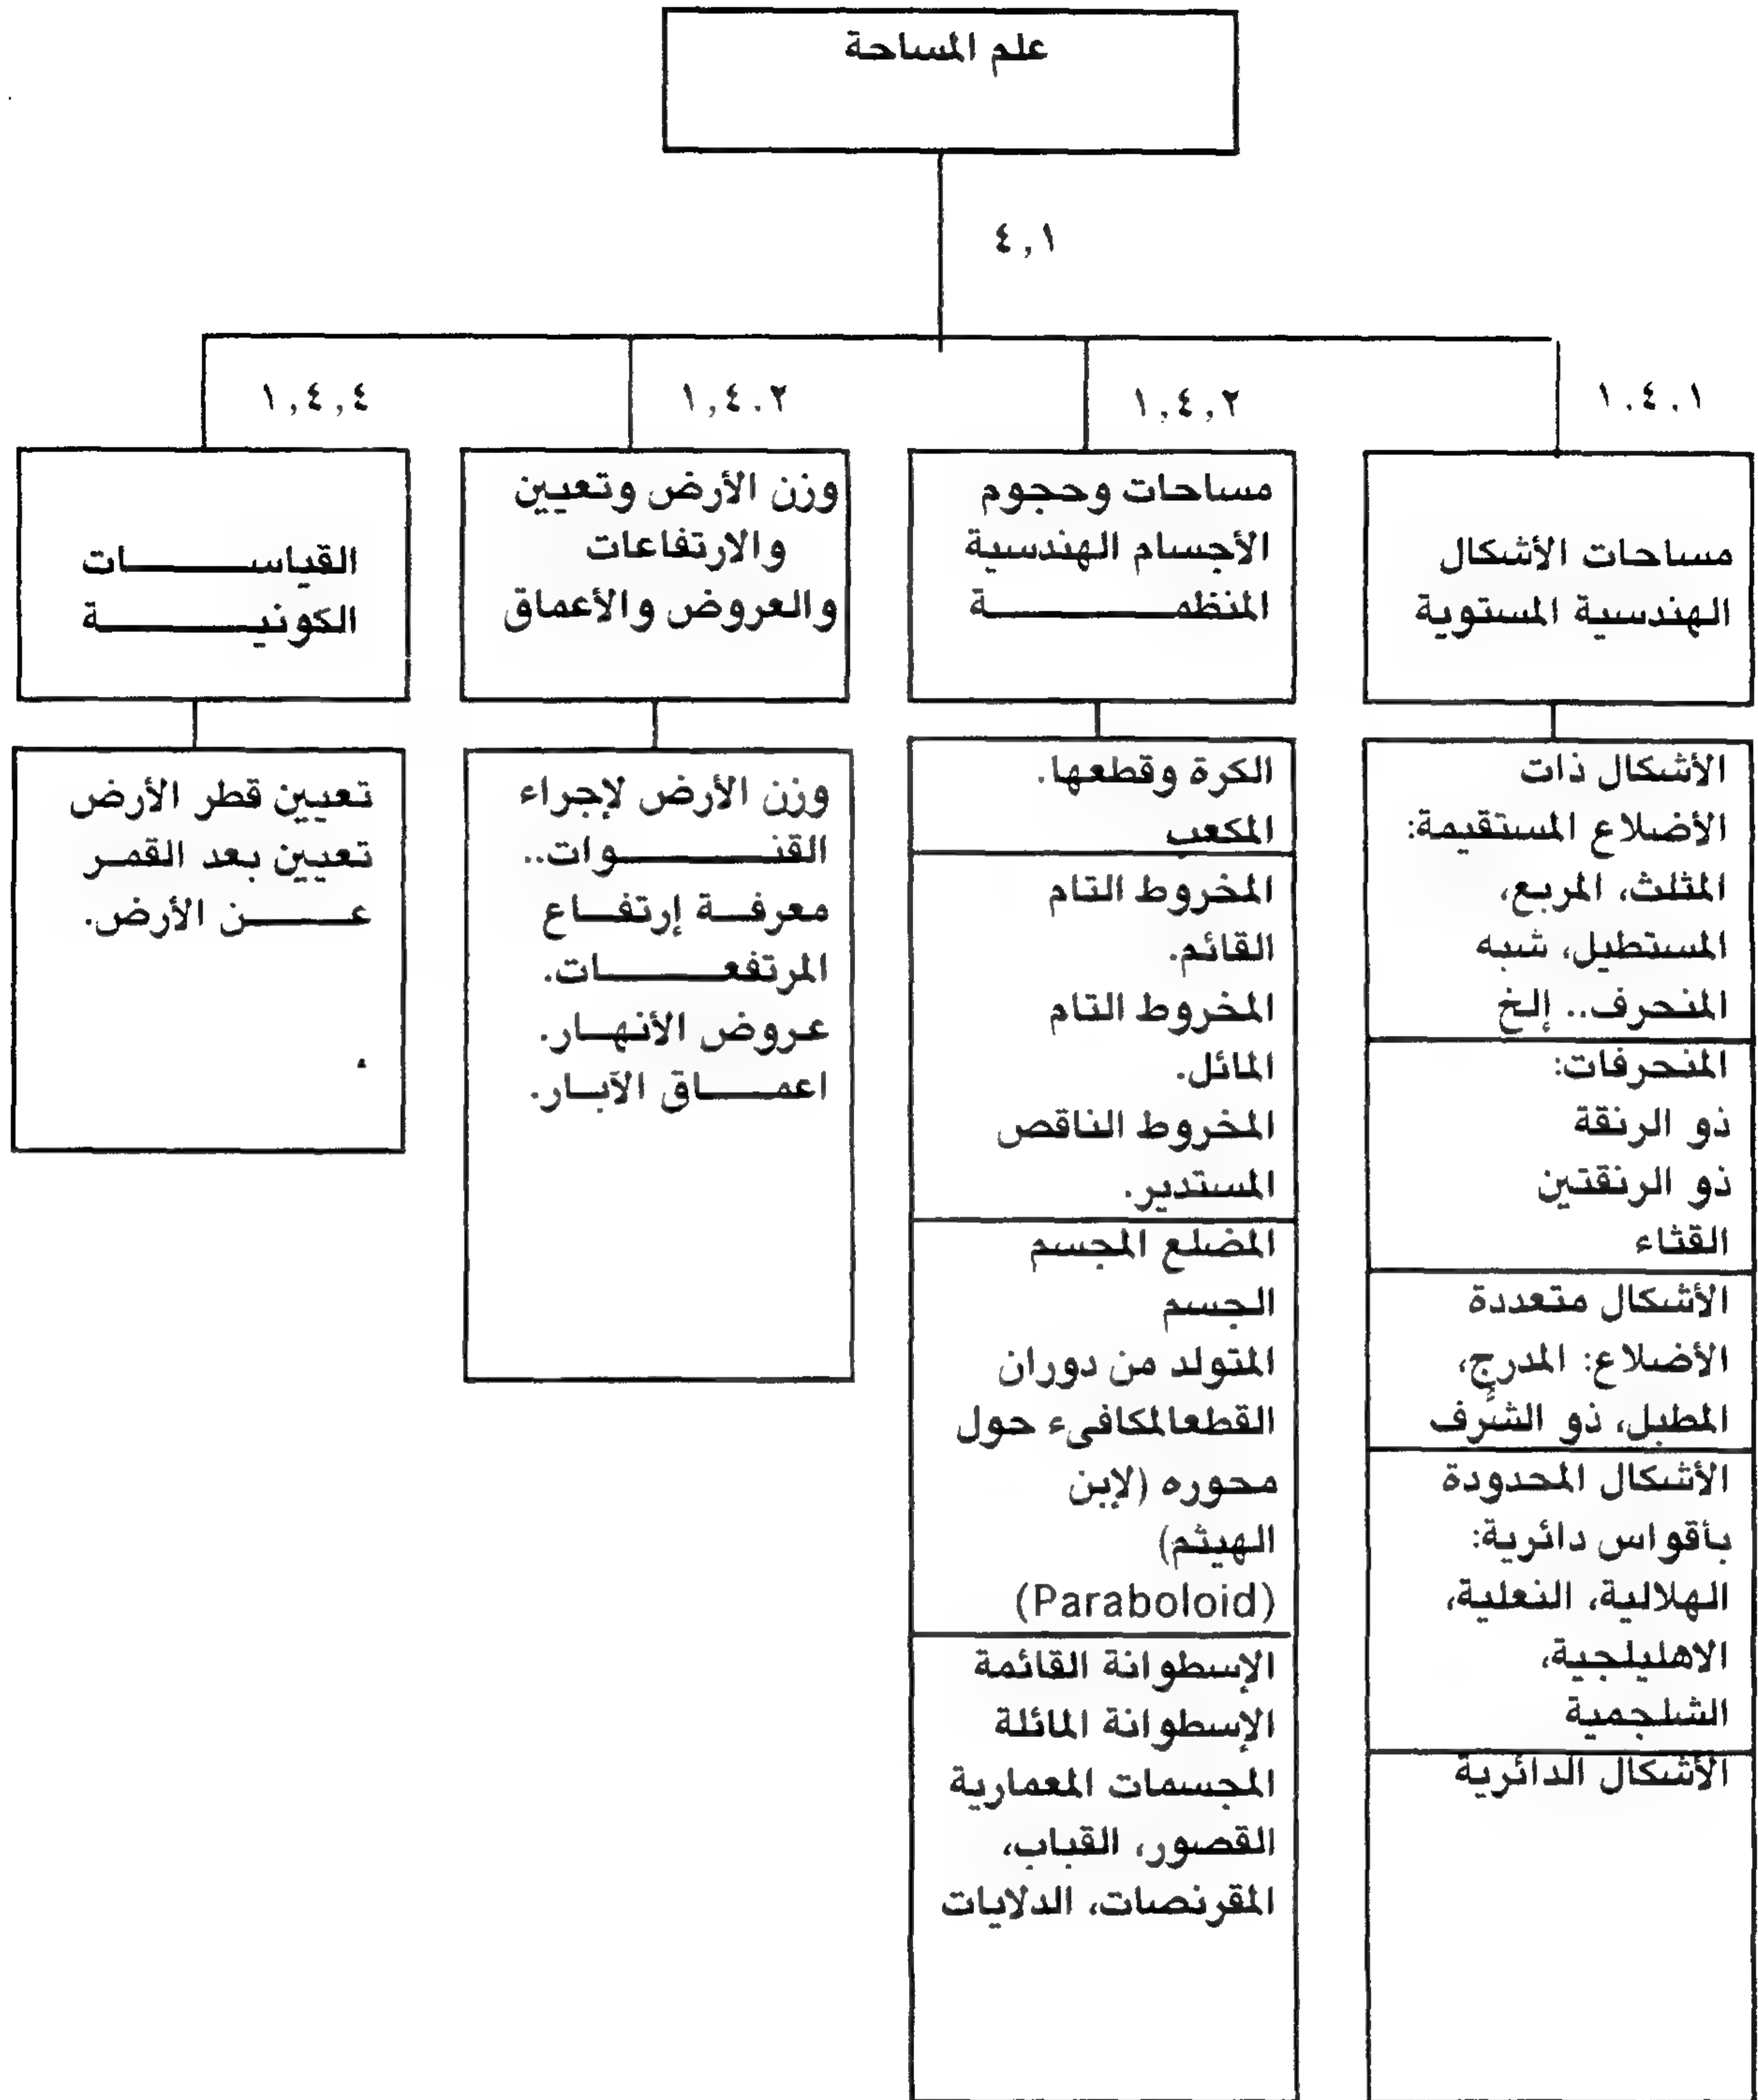 علم المساحة
٤,١
١.٤.١
مساحات الأشكال
الهندسية المستوية
الأشكال ذات
الأضلاع المستقيمة:
المثلث، المربع،
المستطيل، شبه
المنحرف.. إلخ
المنحرفات:
ذو الرنقة
ذو الرنقتين
القثاء
الأشكال متعددة
الأضلاع: المدرج،
المطبل، ذو الشرف
الأشكال المحدودة
بأقواس دائرية:
الهلالية، النعلية،
الاهليلجية،
الشلجمية
الأشكال الدائرية
١.٤,٢
مساحات وحجوم
الأجسام الهندسية
المنظمة
الكرة وقطعها.
المكعب
المخروط التام
القائم.
المخروط التام
المائل.
المخروط الناقص
المستدير.
المضلع المجسم
الجسم
المتولد من دوران
القطعالمكافىء حول
محوره (لإبن
الهيثم)
(Paraboloid)
الإسطوانة القائمة
الإسطوانة المائلة
المجسمات المعمارية
القصور، القباب،
المقرنصات، الدلايات
١,٤.٢
وزن الأرض وتعيين
والارتفاعات
والعروض والأعماق
وزن الأرض لإجراء
القنوات..
معرفة إرتفاع
المرتفعات.
عروض الأنهار.
اعماق الآبار.
١,٤,٤
القياسات
الكونية
تعيين قطر الأرض
تعيين بعد القمر
عن الأرض.